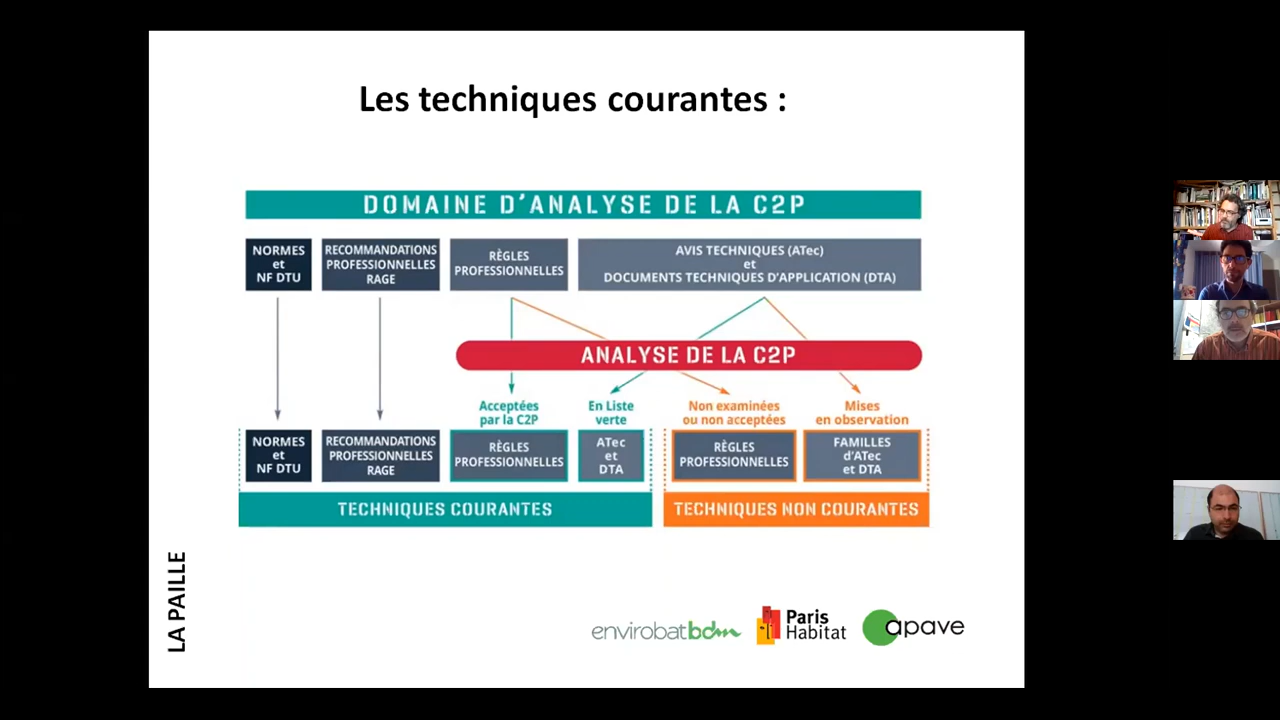 Les techniques courantes :
DOMAINE D'ANALYSE DE LA C2P
NORMES
et
NF DTU
RECOMMANDATIONS
PROFESSIONNELLES
RAGE
RÈGLES
PROFESSIONNELLES
AVIS TECHNIQUES (ATec)
et
DOCUMENTS TECHNIQUES D'APPLICATION (DTA)
ANALYSE DE LA C2P
Acceptées
par la C2P
En Liste
verte
Non examinées
ou non acceptées
Mises
en observation
NORMES
et
NF DTU
RECOMMANDATIONS
PROFESSIONNELLES
RAGE
RÈGLES
PROFESSIONNELLES
ATec
et
DTA
RÈGLES
PROFESSIONNELLES
FAMILLES
d'ATec
et DTA
TECHNIQUES COURANTES
TECHNIQUES NON COURANTES
LA PAILLE
envirobatbdm
Paris
Habitat
apave